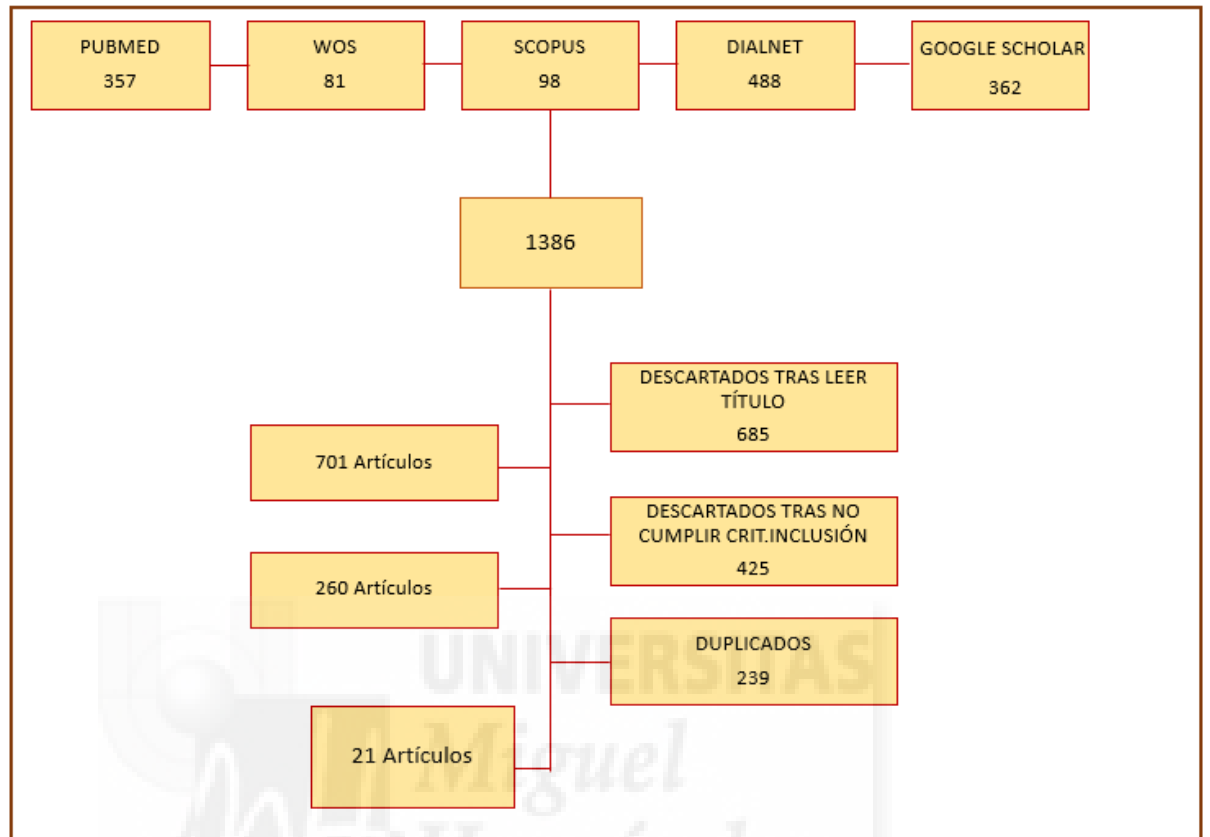 PUBMED
357
WOS
81
SCOPUS
98
DIALNET
488
GOOGLE SCHOLAR
362
1386
DESCARTADOS TRAS LEER
TÍTULO
685
701 Artículos
DESCARTADOS TRAS NO
CUMPLIR CRIT.INCLUSIÓN
425
260 Artículos
DUPLICADOS
239
21 Artículos
UNIVERSITAS
Miguel